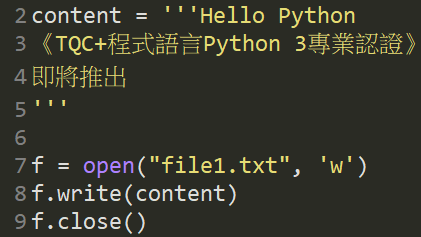 2 content = '''Hello Python
3 《TQC+程式語言Python 3專業認證》
4 即將推出
5 '''
6
7 f = open("file1.txt", 'w')
8 f.write(content)
9 f.close()